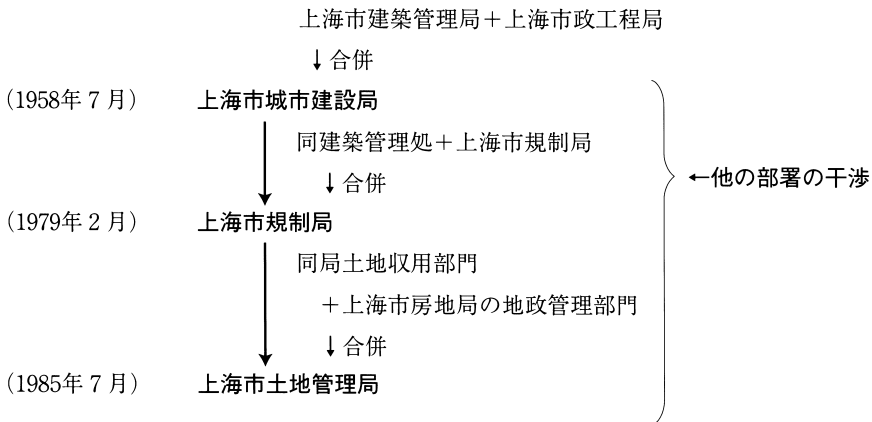 上海市建築管理局＋上海市政工程局
↓合併
(1958年7月) 上海市城市建設局
同建築管理処＋上海市規制局
↓合併
←他の部署の干渉
(1979年2月) 上海市規制局
同局土地収用部門
＋上海市房地局の地政管理部門
↓合併
(1985年7月) 上海市土地管理局